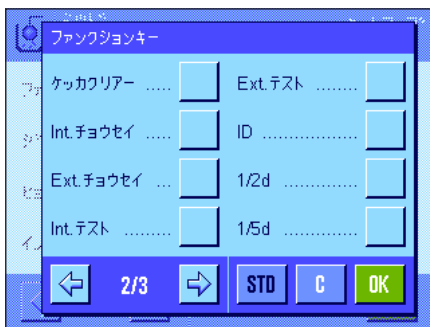 ファンクションキー
ケッカクリアー .....
Int.チョウセイ .....
Ext.チョウセイ ...
Int.テスト .........
Ext.テスト ........
ID .................
1/2d .............
1/5d .............
2/3
STD
C
OK